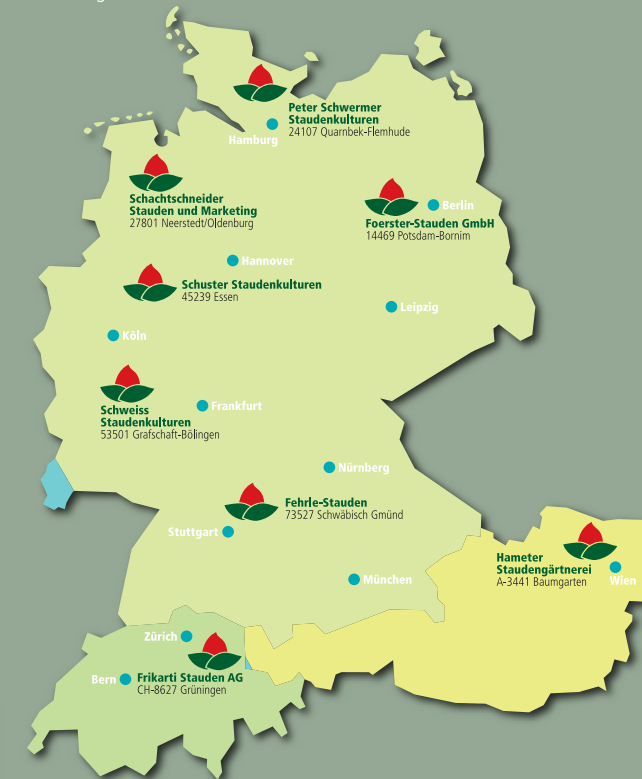 Peter Schwermer
Staudenkulturen
24107 Quarnbek-Flemhude
Hamburg
Schachtschneider
Stauden und Marketing
27801 Neerstedt/Oldenburg
Berlin
Foerster-Stauden GmbH
14469 Potsdam-Bornim
Hannover
Schuster Staudenkulturen
45239 Essen
Leipzig
Köln
Frankfurt
Schweiss
Staudenkulturen
53501 Grafschaft-Bölingen
Nürnberg
Fehrle-Stauden
73527 Schwäbisch Gmünd
Stuttgart
Hameter
Staudengärtnerei
A-3441 Baumgarten
Wien
München
Zürich
Bern
Frikarti Stauden AG
CH-8627 Grüningen